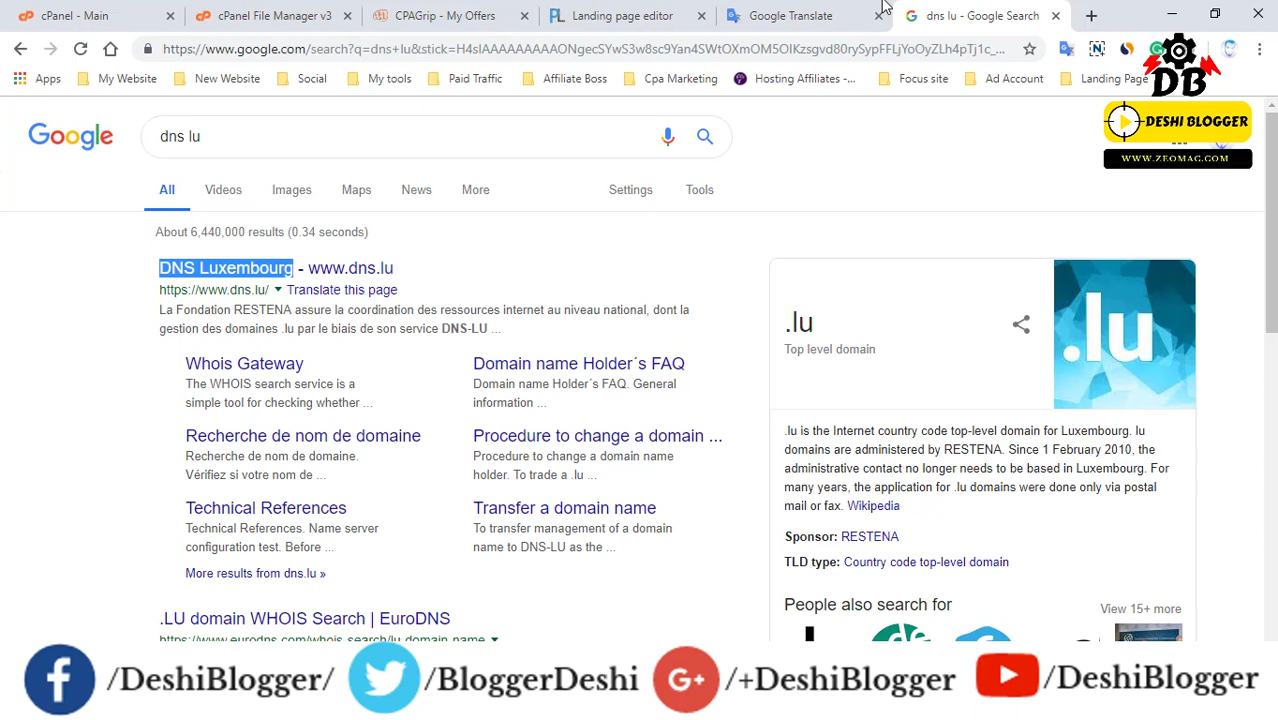 cPanel - Main
cPanel File Manager v3
CPAGrip - My Offers
Landing page editor
Google Translate
dns lu - Google Search
https://www.google.com/search?q=dns+lu&stick=H4sIAAAAAAAAAONgecSYwS3w8sc9Yan4SWtOXmOM5OIKzsgvd80rySypFFLjYoOyZLh4pTj1c_...
Apps
My Website
New Website
Social
My tools
Paid Traffic
Affiliate Boss
Cpa Marketing
Hosting Affiliates -...
Focus site
Ad Account
Landing Page
DB
DESHI BLOGGER
WWW.ZEOMAG.COM
Google
dns lu
All
Videos
Images
Maps
News
More
Settings
Tools
About 6,440,000 results (0.34 seconds)
DNS Luxembourg - www.dns.lu
https://www.dns.lu/ Translate this page
La Fondation RESTENA assure la coordination des ressources internet au niveau national, dont la
gestion des domaines .lu par le biais de son service DNS-LU ...
Whois Gateway
The WHOIS search service is a
simple tool for checking whether ...
Domain name Holder´s FAQ
Domain name Holder´s FAQ. General
information ...
Recherche de nom de domaine
Recherche de nom de domaine.
Vérifiez si votre nom de ...
Procedure to change a domain ...
Procedure to change a domain name
holder. To trade a .lu ...
Technical References
Technical References. Name server
configuration test. Before ...
Transfer a domain name
To transfer management of a domain
name to DNS-LU as the ...
More results from dns.lu »
.LU domain WHOIS Search | EuroDNS
https://www.eurodns.com/whois-search/lu-domain-name
.lu
Top level domain
.lu
.lu is the Internet country code top-level domain for Luxembourg. lu
domains are administered by RESTENA. Since 1 February 2010, the
administrative contact no longer needs to be based in Luxembourg. For
many years, the application for .lu domains were done only via postal
mail or fax. Wikipedia
Sponsor: RESTENA
TLD type: Country code top-level domain
People also search for
View 15+ more
/DeshiBlogger/
/BloggerDeshi
/+DeshiBlogger
/DeshiBlogger